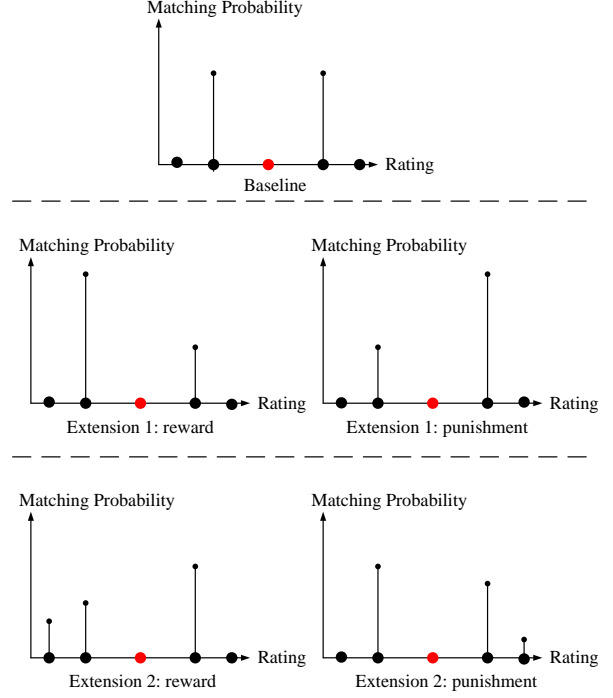 Matching Probability
Rating
Baseline
Matching Probability
Matching Probability
Rating
Rating
Extension 1: reward
Extension 1: punishment
Matching Probability
Matching Probability
Rating
Rating
Extension 2: reward
Extension 2: punishment